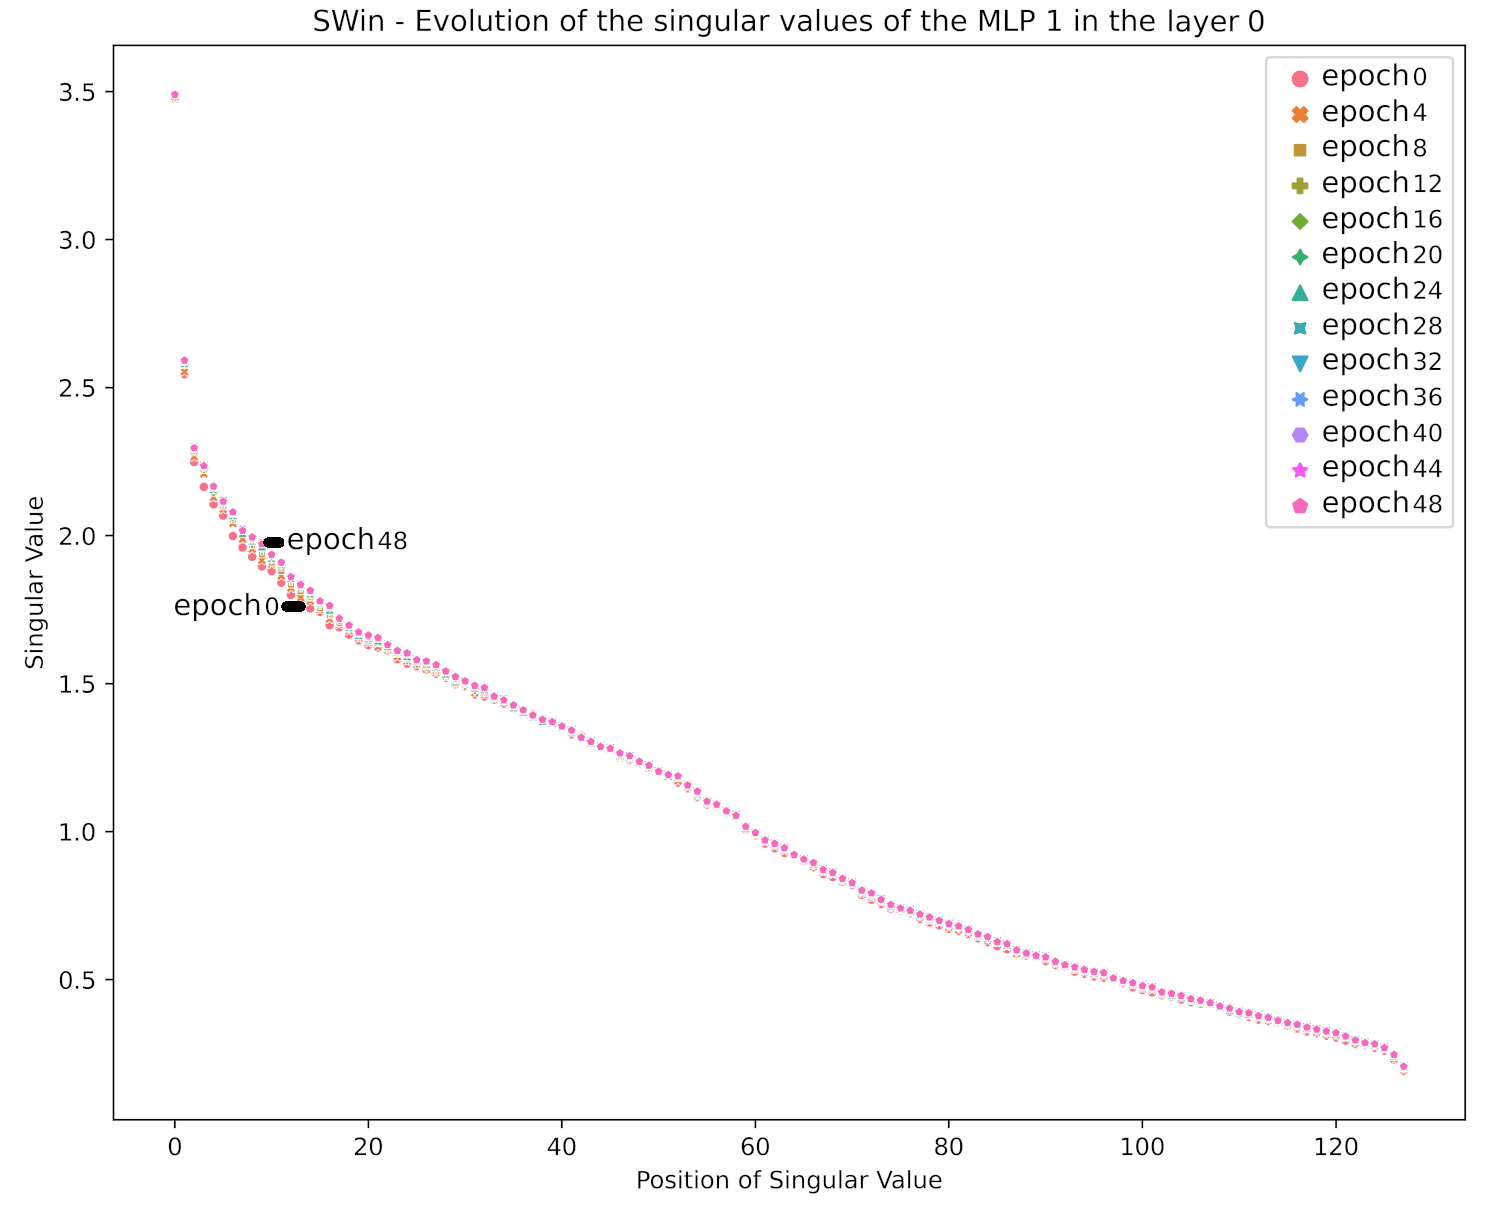 SWin - Evolution of the singular values of the MLP 1 in the layer 0
3.5
3.0
2.5
2.0
1.5
1.0
0.5
Singular Value
epoch0
epoch4
epoch8
epoch12
epoch16
epoch20
epoch24
epoch28
epoch32
epoch36
epoch40
epoch44
epoch48
epoch48
epoch0
0 20 40 60 80 100 120
Position of Singular Value